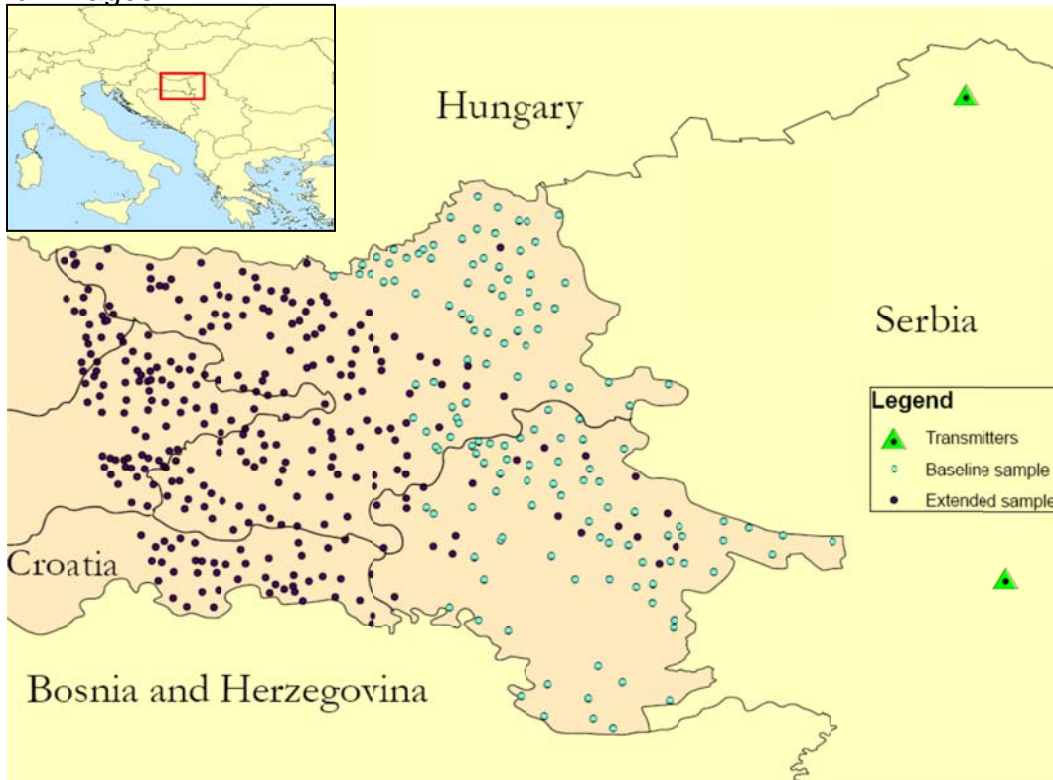 Hungary
Serbia
Legend
Transmitters
Baseline sample
Extended sample
Croatia
Bosnia and Herzegovina